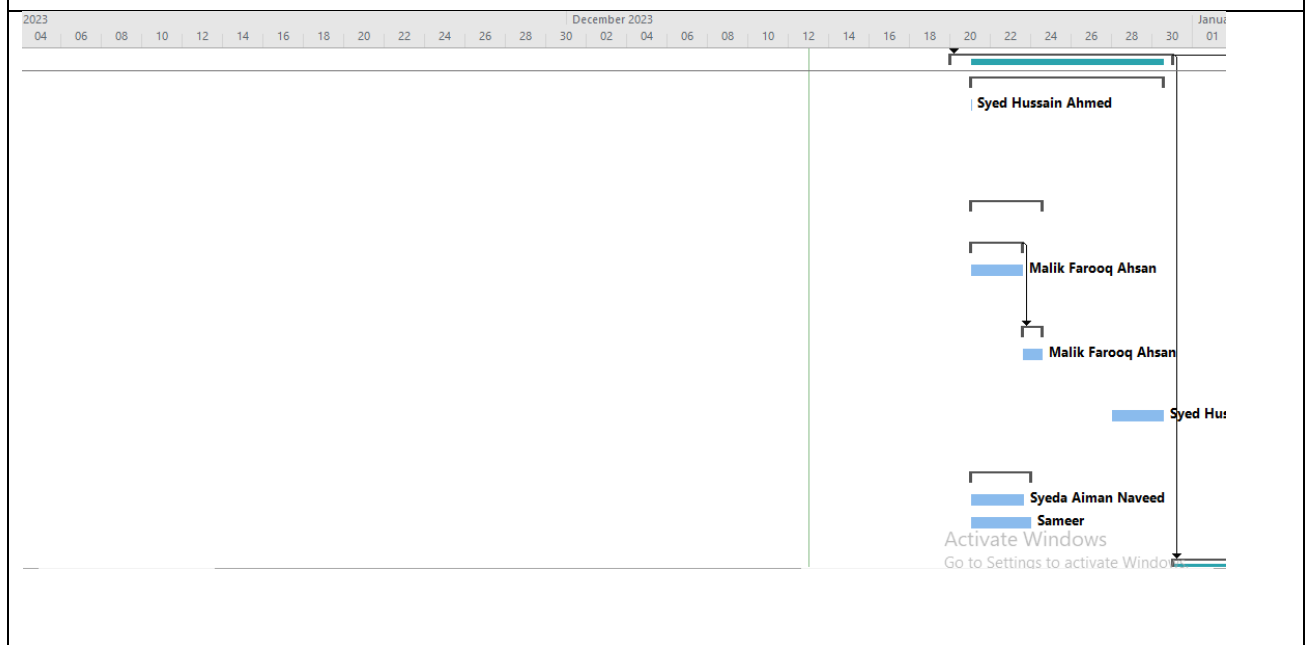 2023 December 2023 Janua
04 06 08 10 12 14 16 18 20 22 24 26 28 30 02 04 06 08 10 12 14 16 18 20 22 24 26 28 30 01
Syed Hussain Ahmed
Malik Farooq Ahsan
Malik Farooq Ahsan
Syed Hus
Syeda Aiman Naveed
Sameer
Activate Windows
Go to Settings to activate Windows